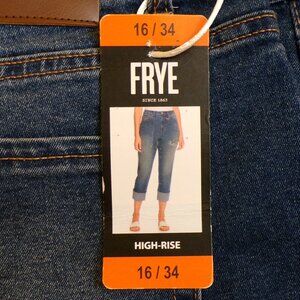 16 / 34
FRYE
SINCE 1863
HIGH-RISE
16 / 34